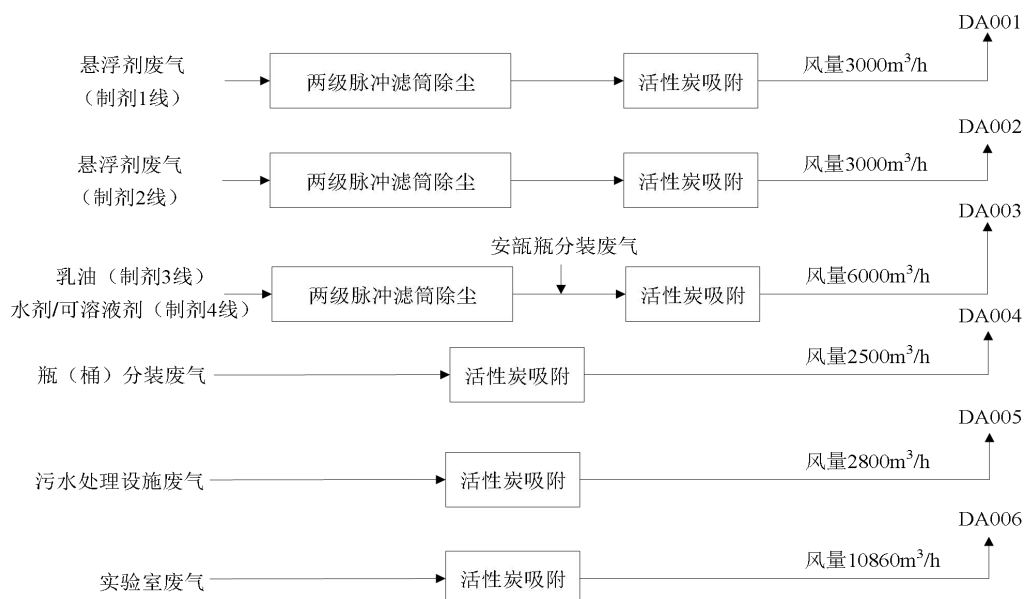 DA001
悬浮剂废气
（制剂1线）
两级脉冲滤筒除尘
活性炭吸附
风量3000m³/h
DA002
悬浮剂废气
（制剂2线）
两级脉冲滤筒除尘
活性炭吸附
风量3000m³/h
DA003
安瓿瓶分装废气
乳油（制剂3线）
水剂/可溶液剂（制剂4线）
两级脉冲滤筒除尘
活性炭吸附
风量6000m³/h
DA004
瓶（桶）分装废气
活性炭吸附
风量2500m³/h
DA005
污水处理设施废气
活性炭吸附
风量2800m³/h
DA006
实验室废气
活性炭吸附
风量10860m³/h